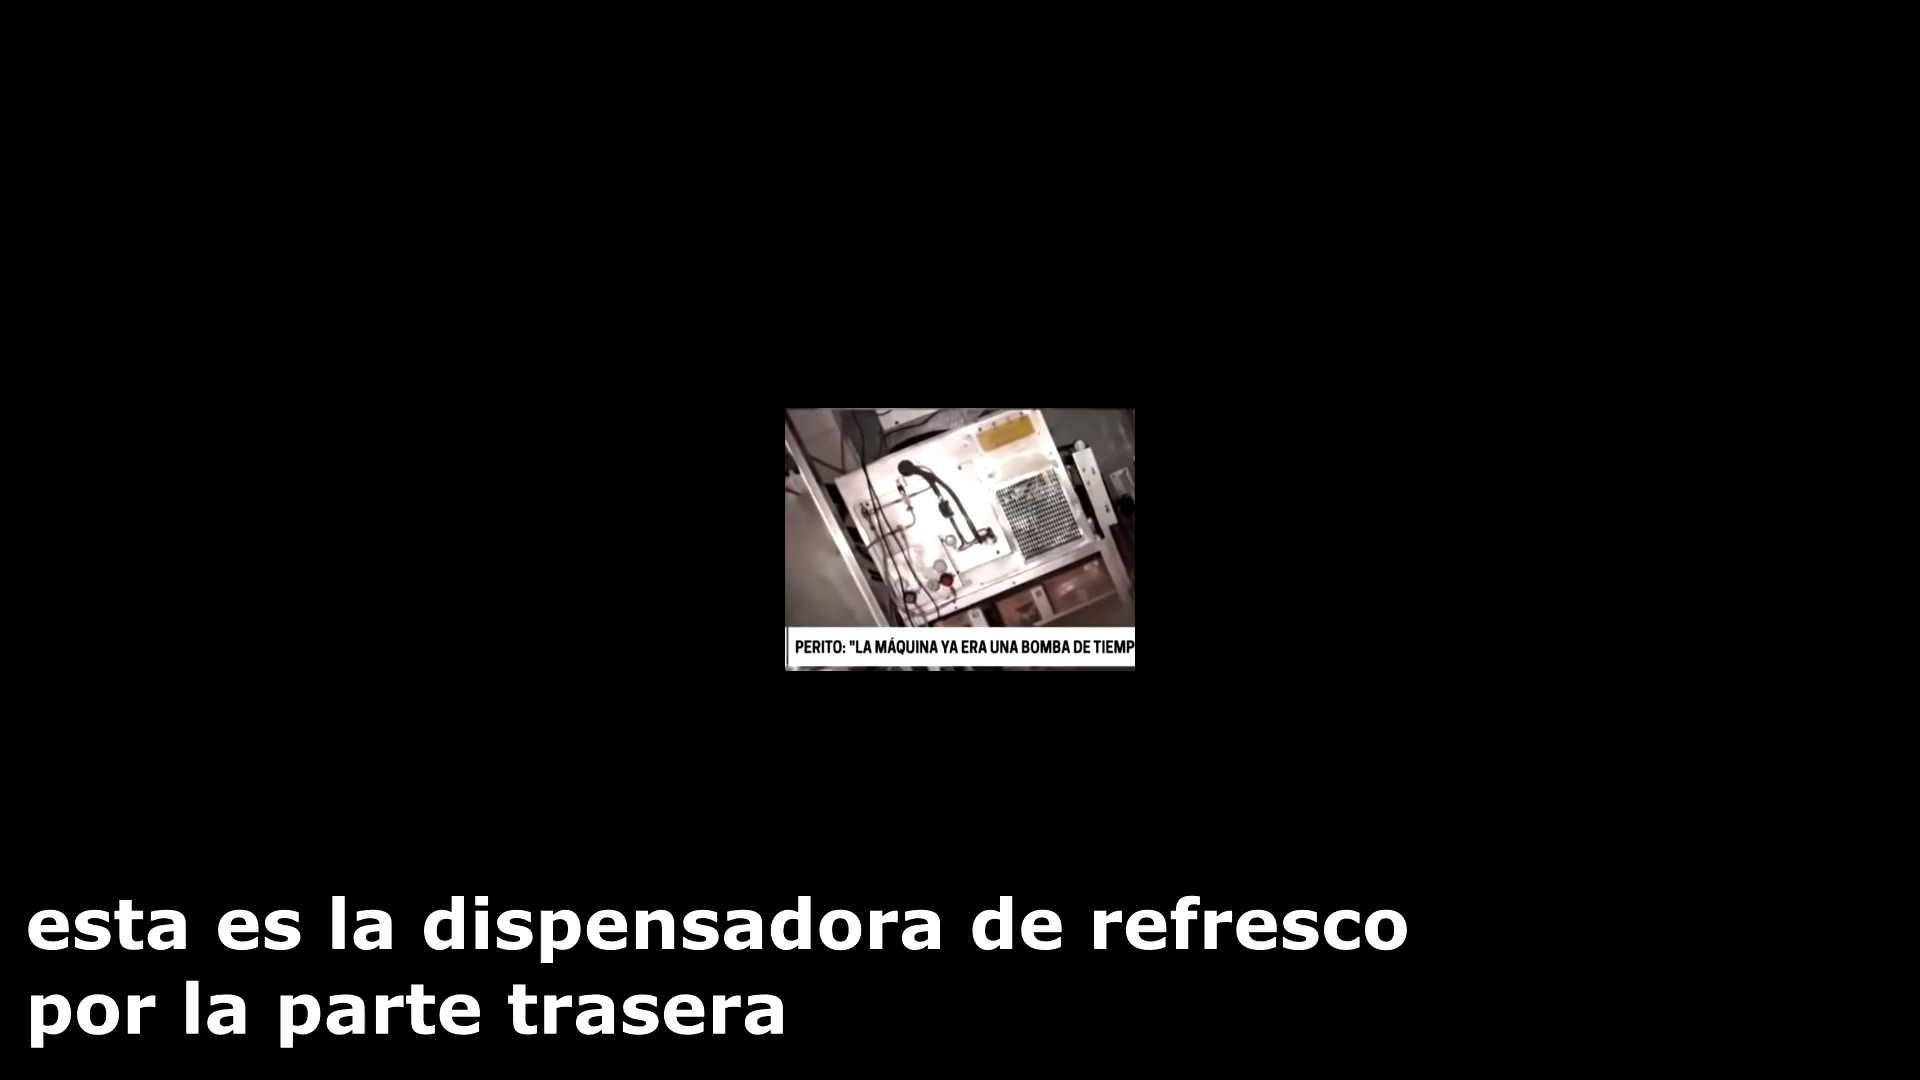 PERITO: "LA MÁQUINA YA ERA UNA BOMBA DE TIEMP
esta es la dispensadora de refresco
por la parte trasera